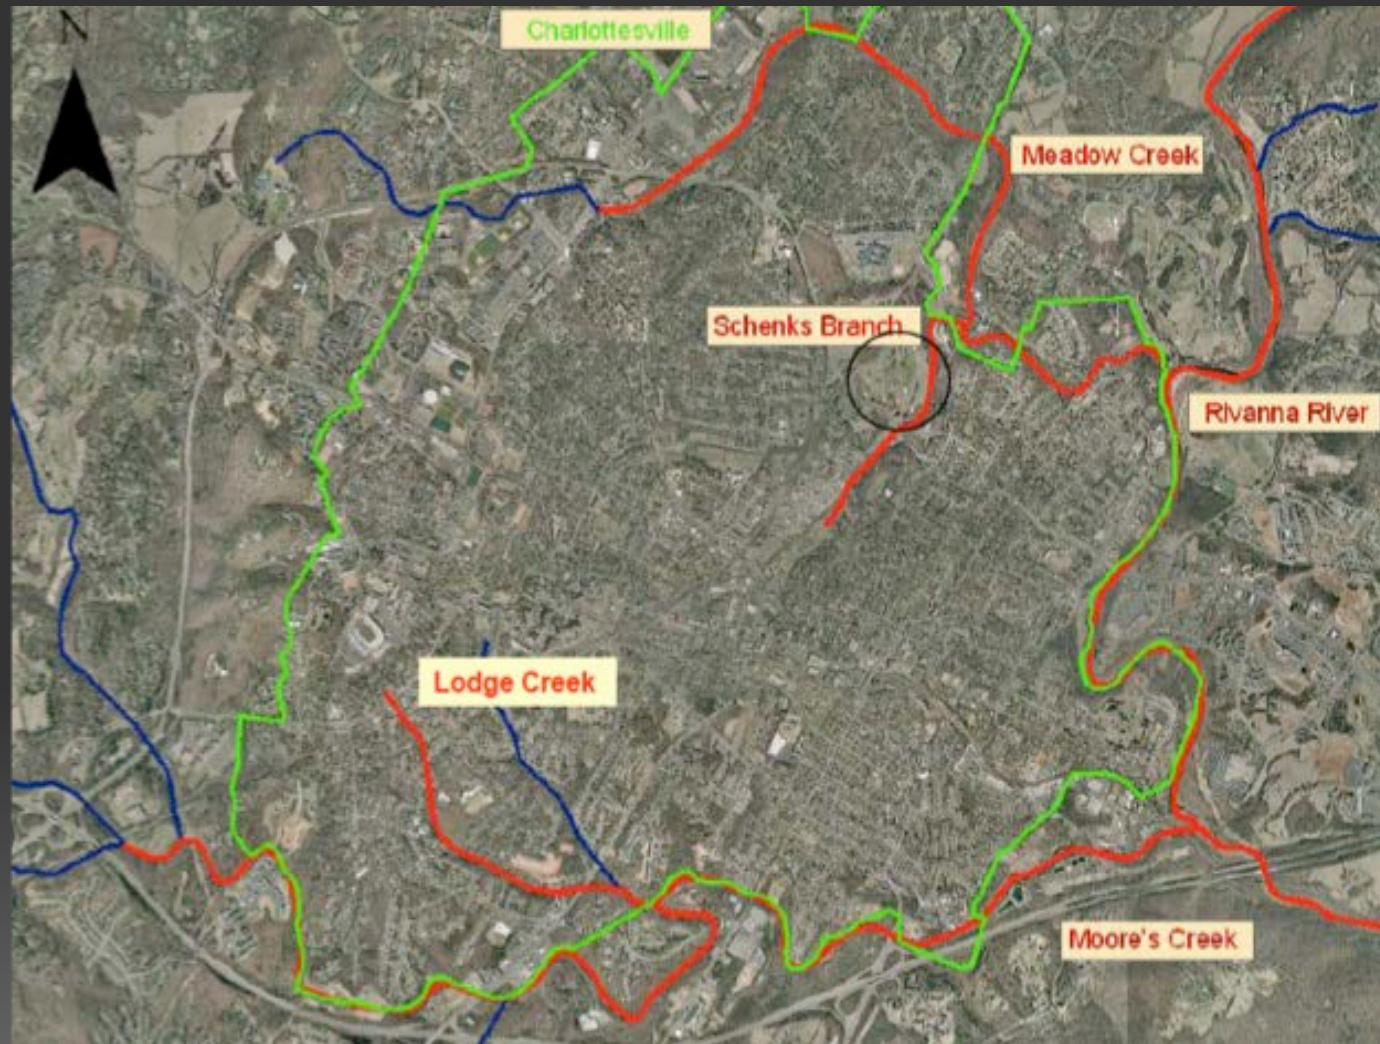 N
Charlottesville
Meadow Creek
Schenks Branch
Rivanna River
Lodge Creek
Moore's Creek